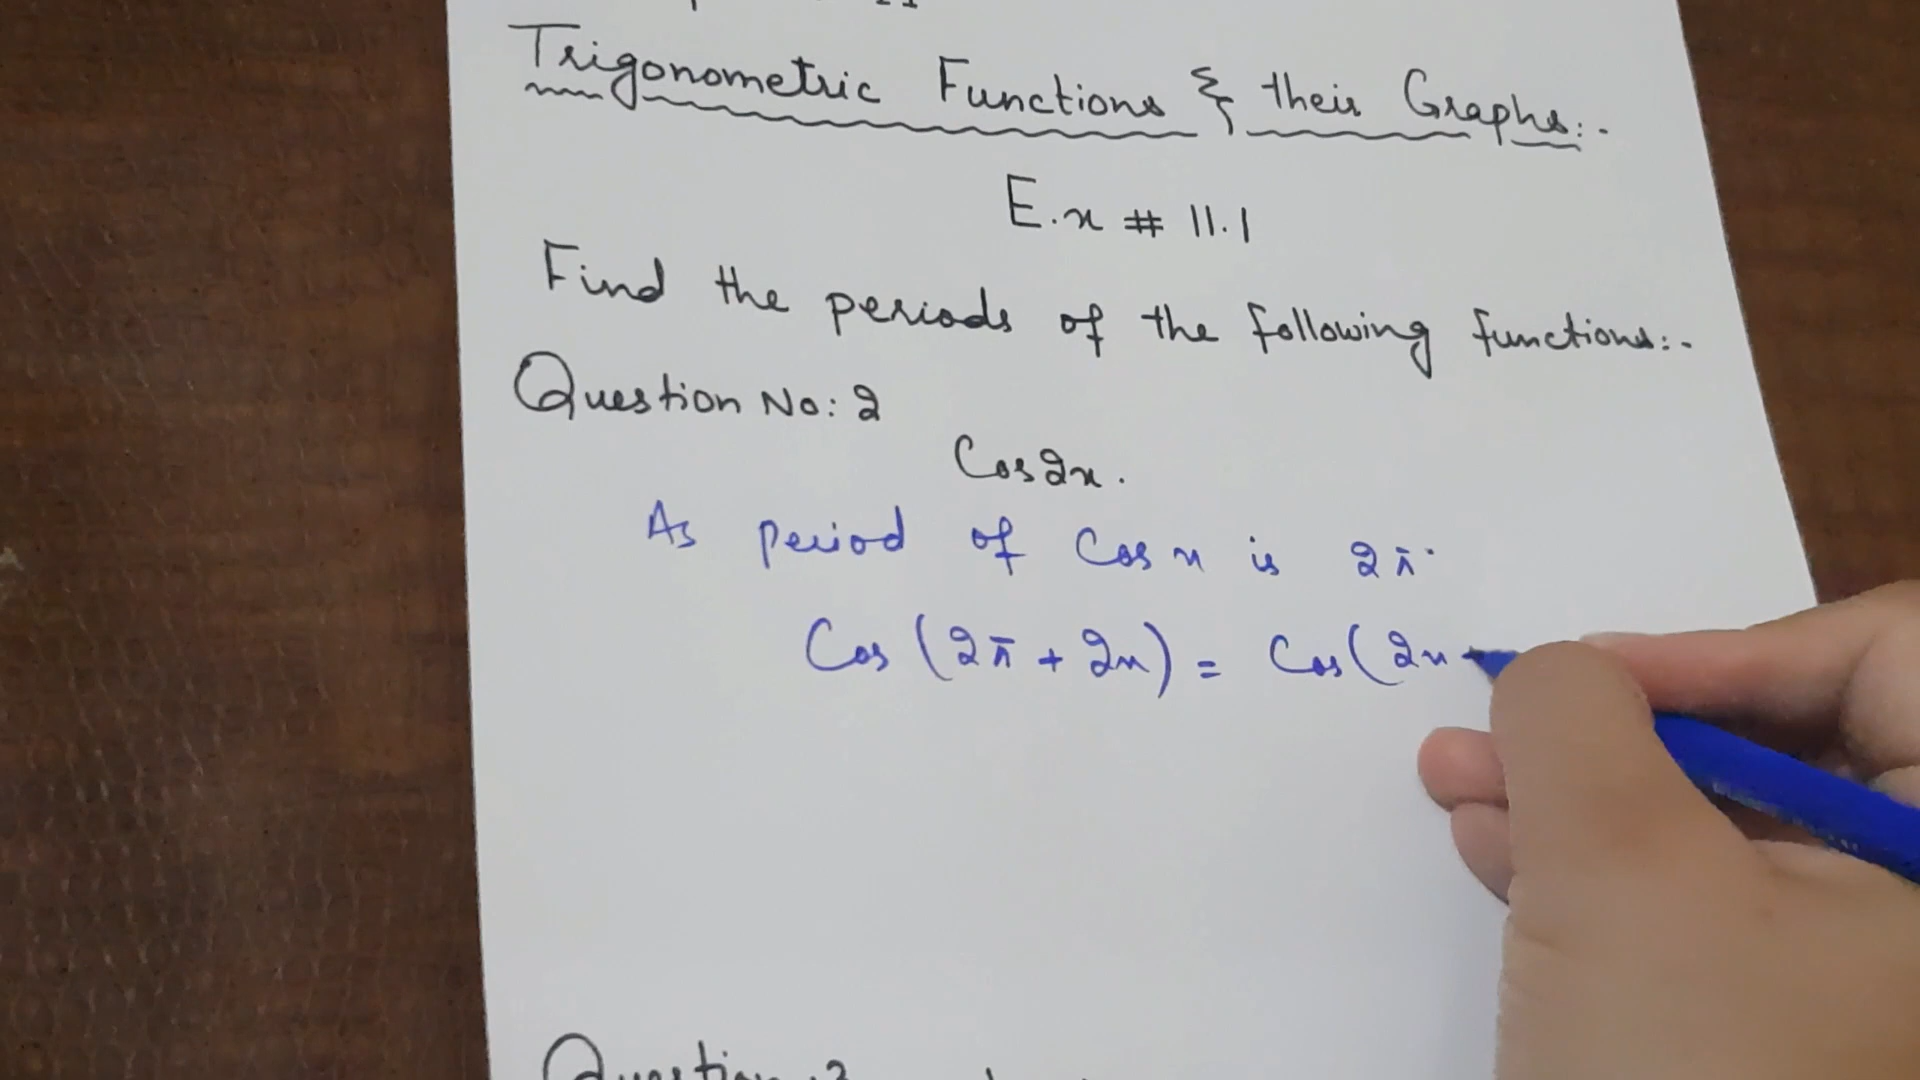 Trigonometric Functions & their Graphs:.
E.x # 11.1
Find the periods of the following functions:.
Question No: 2
Cos2x.
As period of Cos x is 2π.
Cos (2π + 2x) = Cos(2x
Question